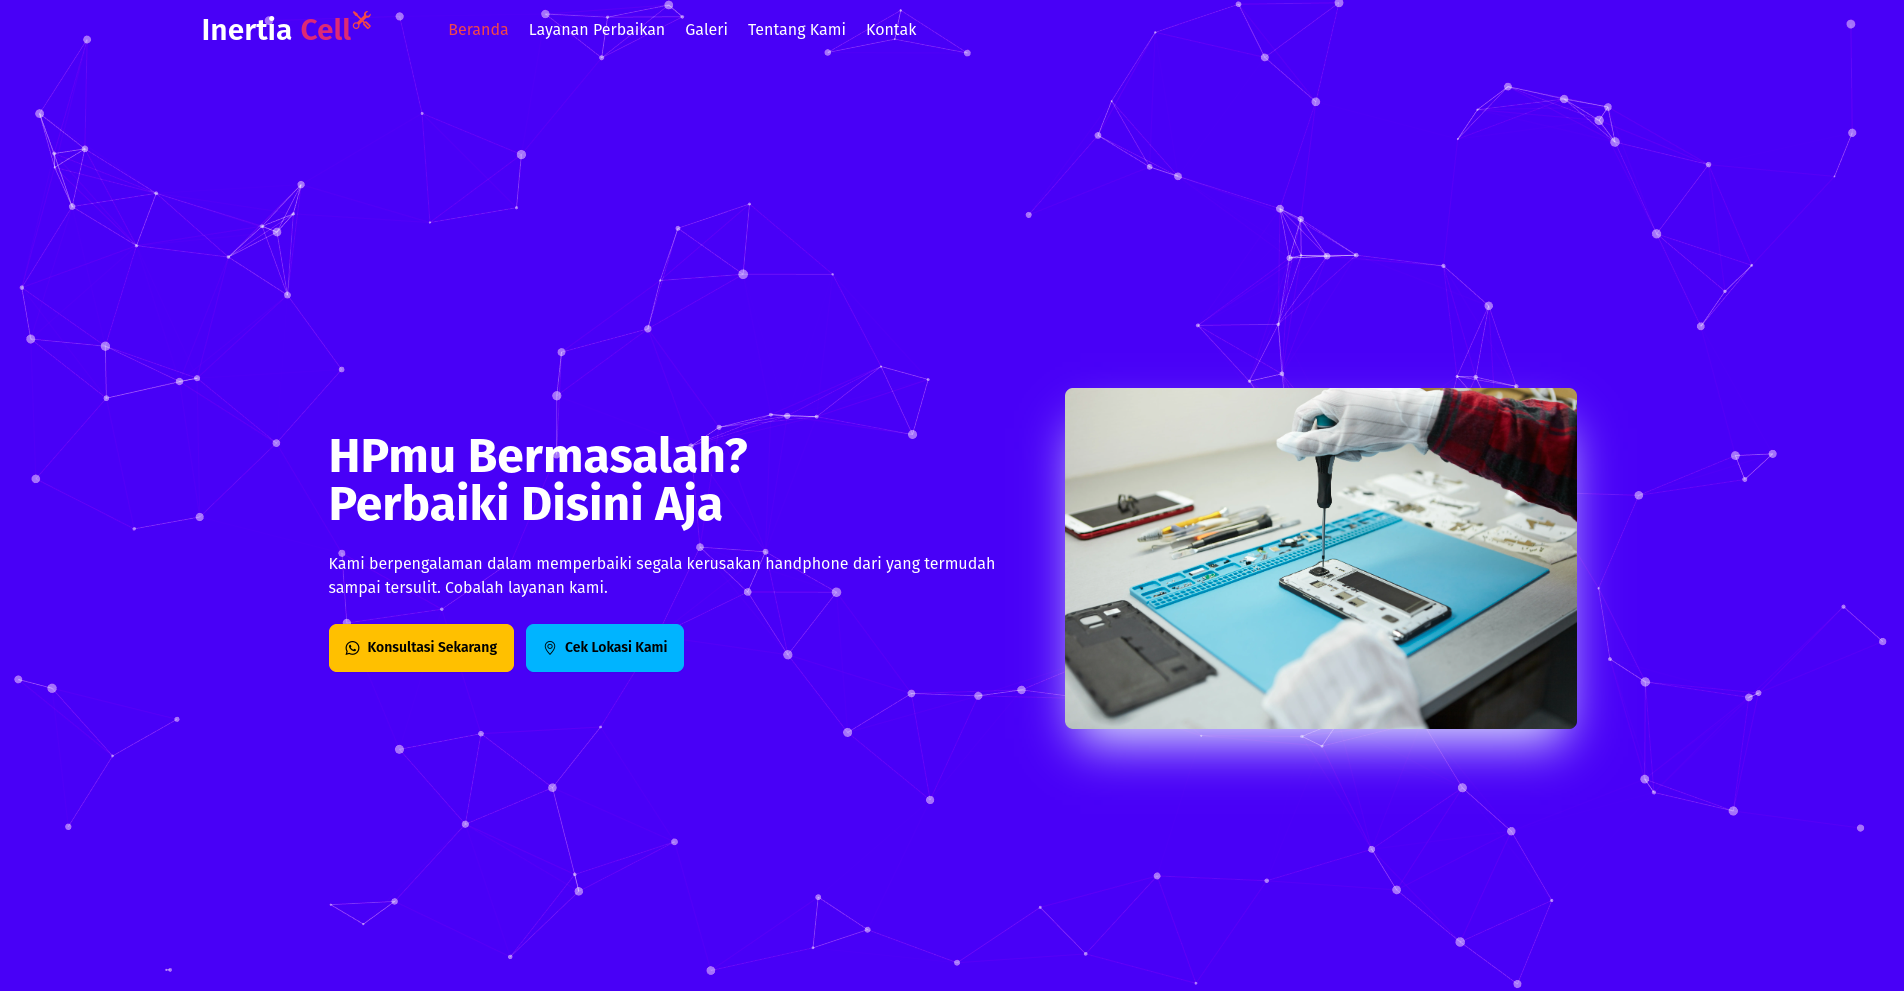 Inertia Cell
Beranda Layanan Perbaikan Galeri Tentang Kami Kontak
HPmu Bermasalah?
Perbaiki Disini Aja
Kami berpengalaman dalam memperbaiki segala kerusakan handphone dari yang termudah
sampai tersulit. Cobalah layanan kami.
Konsultasi Sekarang Cek Lokasi Kami